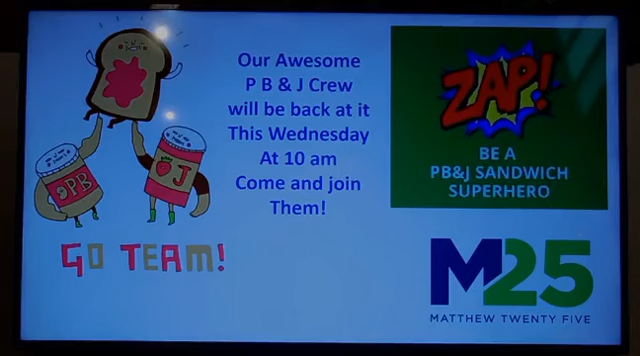 Our Awesome
P B & J Crew
will be back at it
This Wednesday
At 10 am
Come and join
Them!
PB
J
GO TEAM!
ZAP!
BE A
PB&J SANDWICH
SUPERHERO
M25
MATTHEW TWENTY FIVE